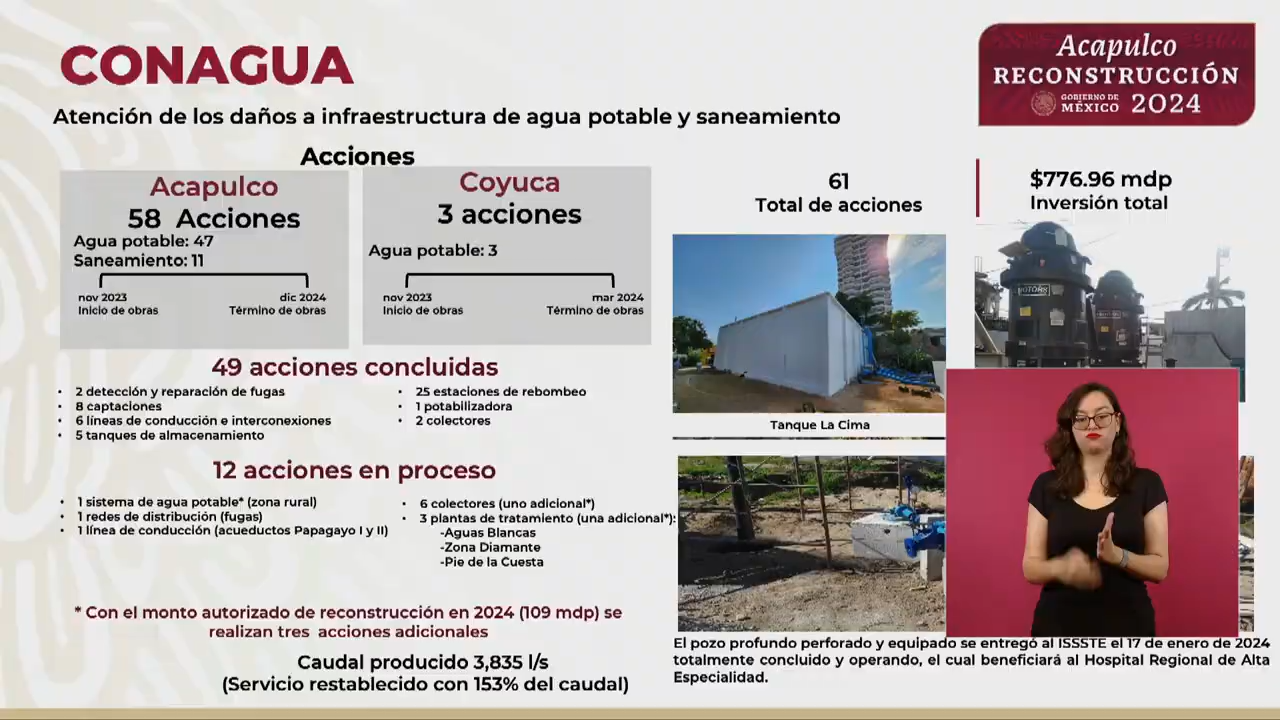 CONAGUA
Atención de los daños a infraestructura de agua potable y saneamiento
Acapulco
RECONSTRUCCIÓN
GOBIERNO DE
MÉXICO
2024
Acciones
Acapulco
58 Acciones
Agua potable: 47
Saneamiento: 11
nov 2023
Inicio de obras
dic 2024
Término de obras
Coyuca
3 acciones
Agua potable: 3
nov 2023
Inicio de obras
mar 2024
Término de obras
61
Total de acciones
$776.96 mdp
Inversión total
49 acciones concluidas
• 2 detección y reparación de fugas
• 8 captaciones
• 6 líneas de conducción e interconexiones
• 5 tanques de almacenamiento
• 25 estaciones de rebombeo
• 1 potabilizadora
• 2 colectores
Tanque La Cima
12 acciones en proceso
• 1 sistema de agua potable* (zona rural)
• 1 redes de distribución (fugas)
• 1 línea de conducción (acueductos Papagayo I y II)
• 6 colectores (uno adicional*)
• 3 plantas de tratamiento (una adicional*):
-Aguas Blancas
-Zona Diamante
-Pie de la Cuesta
* Con el monto autorizado de reconstrucción en 2024 (109 mdp) se
realizan tres acciones adicionales
Caudal producido 3,835 l/s
(Servicio restablecido con 153% del caudal)
El pozo profundo perforado y equipado se entregó al ISSSTE el 17 de enero de 2024
totalmente concluido y operando, el cual beneficiará al Hospital Regional de Alta
Especialidad.